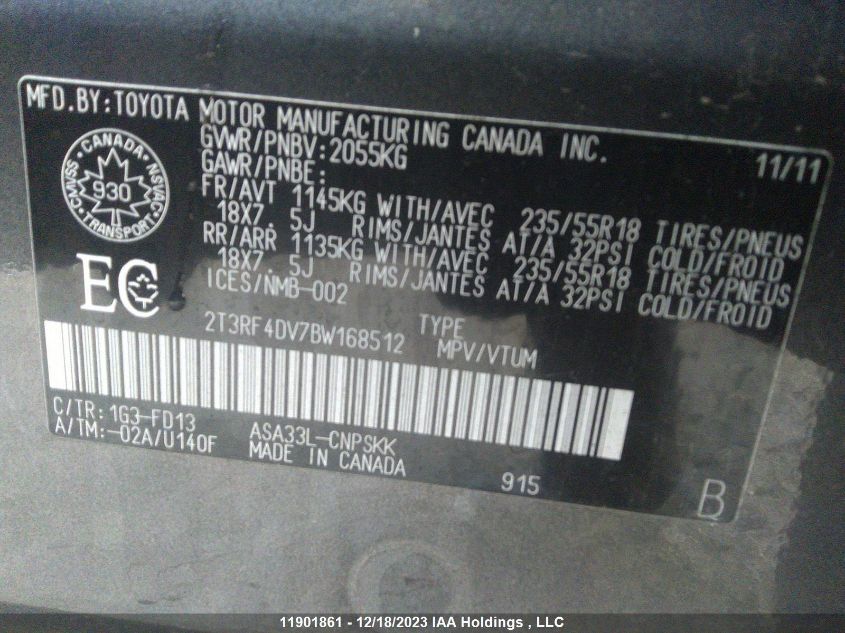 MFD.BY:TOYOTA MOTOR MANUFACTURING CANADA INC.
GVWR/PNBV:2055KG 11/11
GAWR/PNBE:
FR/AVT 1145KG WITH/AVEC 235/55R18 TIRES/PNEUS
18X7. 5J RIMS/JANTES AT/A 32PSI COLD/FROID
RR/ARR 1135KG WITH/AVEC 235/55R18 TIRES/PNEUS
18X7. 5J RIMS/JANTES AT/A 32PSI COLD/FROID
ICES/NMB-002
CANADA
CMVSS NSVAC
930
TRANSPORT
EC
2T3RF4DV7BW168512 TYPE
MPV/VTUM
C/TR: 1G3-FD13
A/TM:-02A/U140F
ASA33L-CNPSKK
MADE IN CANADA
915
B
11901861 - 12/18/2023 IAA Holdings , LLC